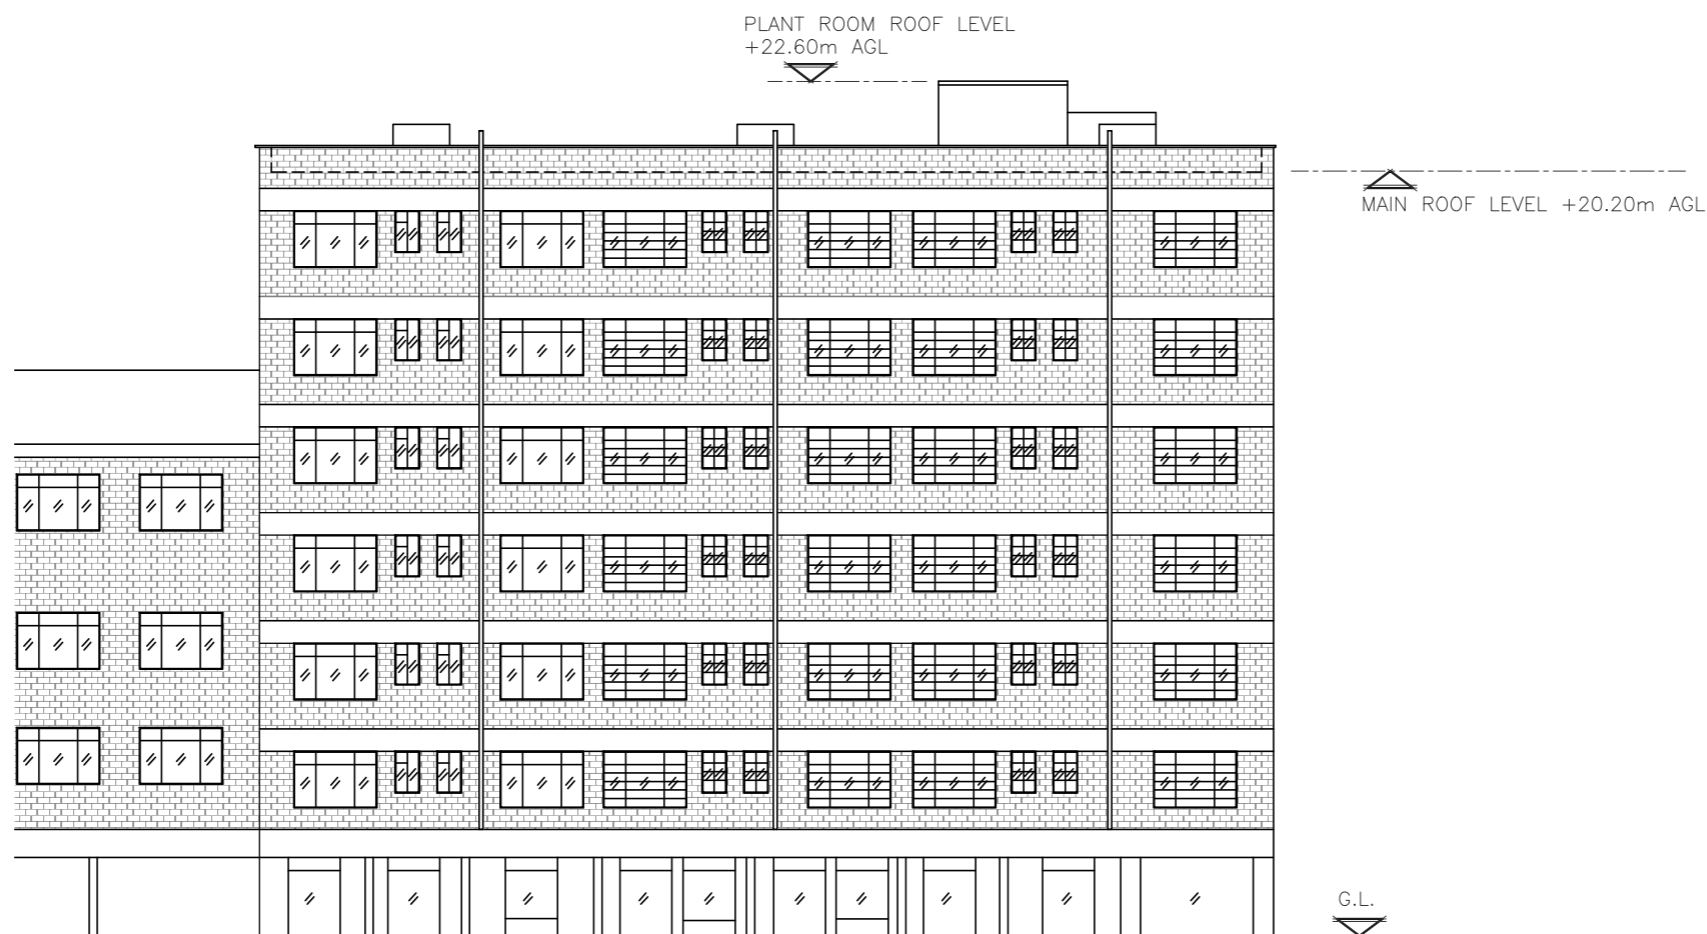 PLANT ROOM ROOF LEVEL
+22.60m AGL
MAIN ROOF LEVEL +20.20m AGL
G.L.